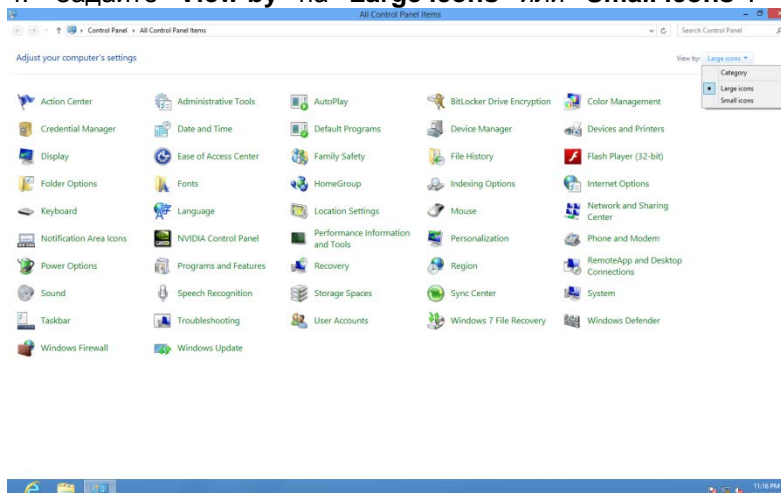 All Control Panel Items
Control Panel ▸ All Control Panel Items
Search Control Panel
Adjust your computer's settings
View by: Large icons
Category
Large icons
Small icons
Action Center
Administrative Tools
AutoPlay
BitLocker Drive Encryption
Color Management
Credential Manager
Date and Time
Default Programs
Device Manager
Devices and Printers
Display
Ease of Access Center
Family Safety
File History
Flash Player (32-bit)
Folder Options
Fonts
HomeGroup
Indexing Options
Internet Options
Keyboard
Language
Location Settings
Mouse
Network and Sharing
Center
Notification Area Icons
NVIDIA Control Panel
Performance Information
and Tools
Personalization
Phone and Modem
Power Options
Programs and Features
Recovery
Region
RemoteApp and Desktop
Connections
Sound
Speech Recognition
Storage Spaces
Sync Center
System
Taskbar
Troubleshooting
User Accounts
Windows 7 File Recovery
Windows Defender
Windows Firewall
Windows Update
11:16 PM